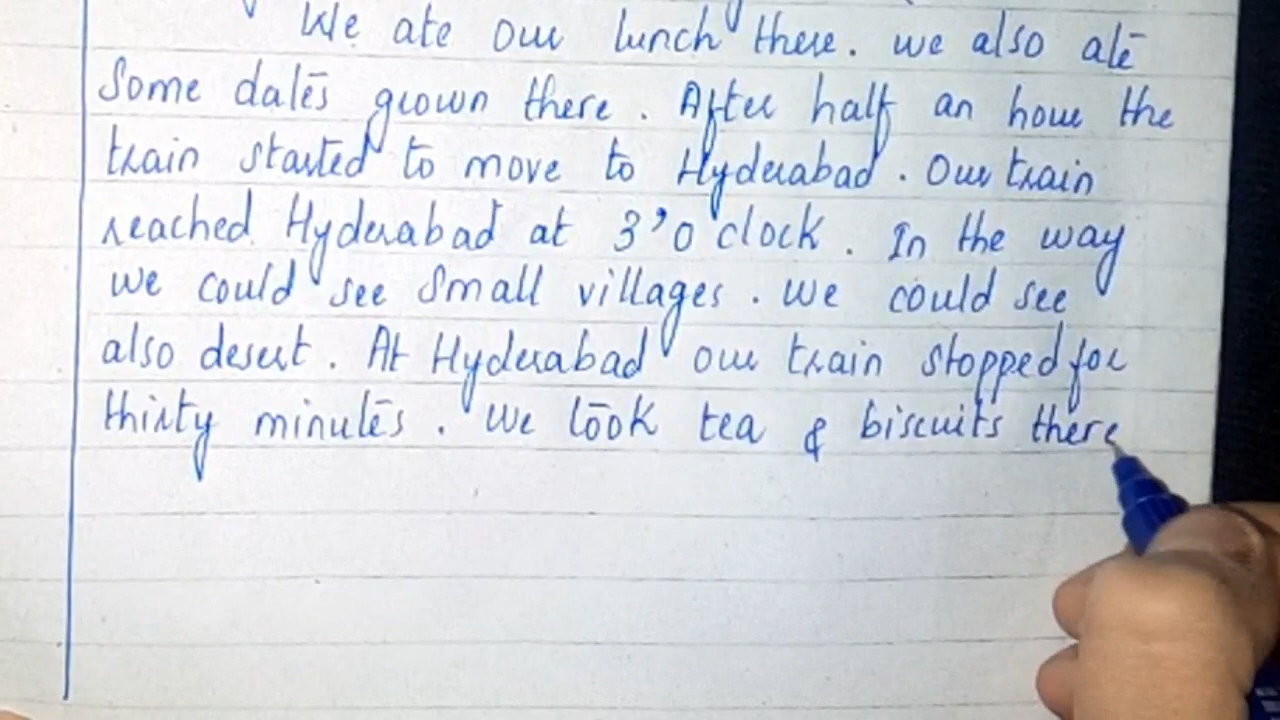 We ate our lunch there. we also ate
Some dates grown there. After half an hour the
train started to move to Hyderabad. Our train
reached Hyderabad at 3'o'clock. In the way
we could see small villages. We could see
also desert. At Hyderabad our train stopped for
thirty minutes. We took tea & biscuits there